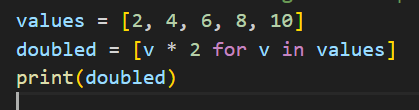 values = [2, 4, 6, 8, 10]
doubled = [v * 2 for v in values]
print(doubled)